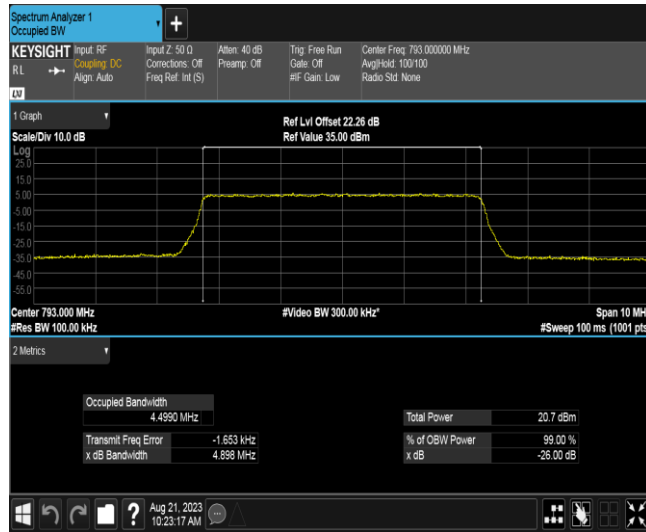 Spectrum Analyzer 1
Occupied BW
+
KEYSIGHT Input: RF Input Z: 50 Ω Atten: 40 dB Trig: Free Run Center Freq: 793.000000 MHz
RL Coupling: DC Corrections: Off Preamp: Off Gate: Off Avg|Hold: 100/100
Align: Auto Freq Ref: Int (S) #IF Gain: Low Radio Std: None
LXI
1 Graph
Ref Lvl Offset 22.26 dB
Scale/Div 10.0 dB Ref Value 35.00 dBm
Log
25.0
15.0
5.00
-5.00
-15.0
-25.0
-35.0
-45.0
-55.0
Center 793.000 MHz #Video BW 300.00 kHz* Span 10 MH
#Res BW 100.00 kHz #Sweep 100 ms (1001 pts
2 Metrics
Occupied Bandwidth
4.4990 MHz Total Power 20.7 dBm
Transmit Freq Error -1.653 kHz % of OBW Power 99.00 %
x dB Bandwidth 4.898 MHz x dB -26.00 dB
? Aug 21, 2023
10:23:17 AM